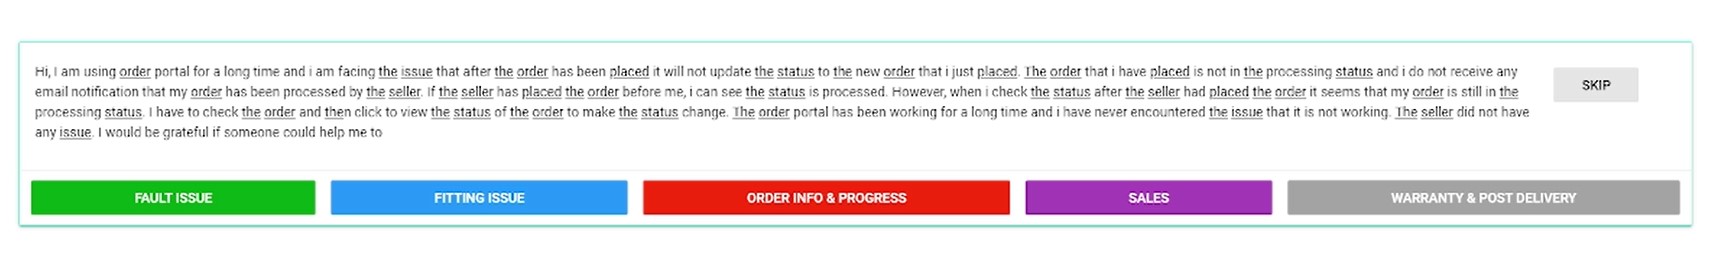 Hi, I am using order portal for a long time and i am facing the issue that after the order has been placed it will not update the status to the new order that i just placed. The order that i have placed is not in the processing status and i do not receive any
email notification that my order has been processed by the seller. If the seller has placed the order before me, i can see the status is processed. However, when i check the status after the seller had placed the order it seems that my order is still in the
processing status. I have to check the order and then click to view the status of the order to make the status change. The order portal has been working for a long time and i have never encountered the issue that it is not working. The seller did not have
any issue. I would be grateful if someone could help me to
SKIP
FAULT ISSUE
FITTING ISSUE
ORDER INFO & PROGRESS
SALES
WARRANTY & POST DELIVERY